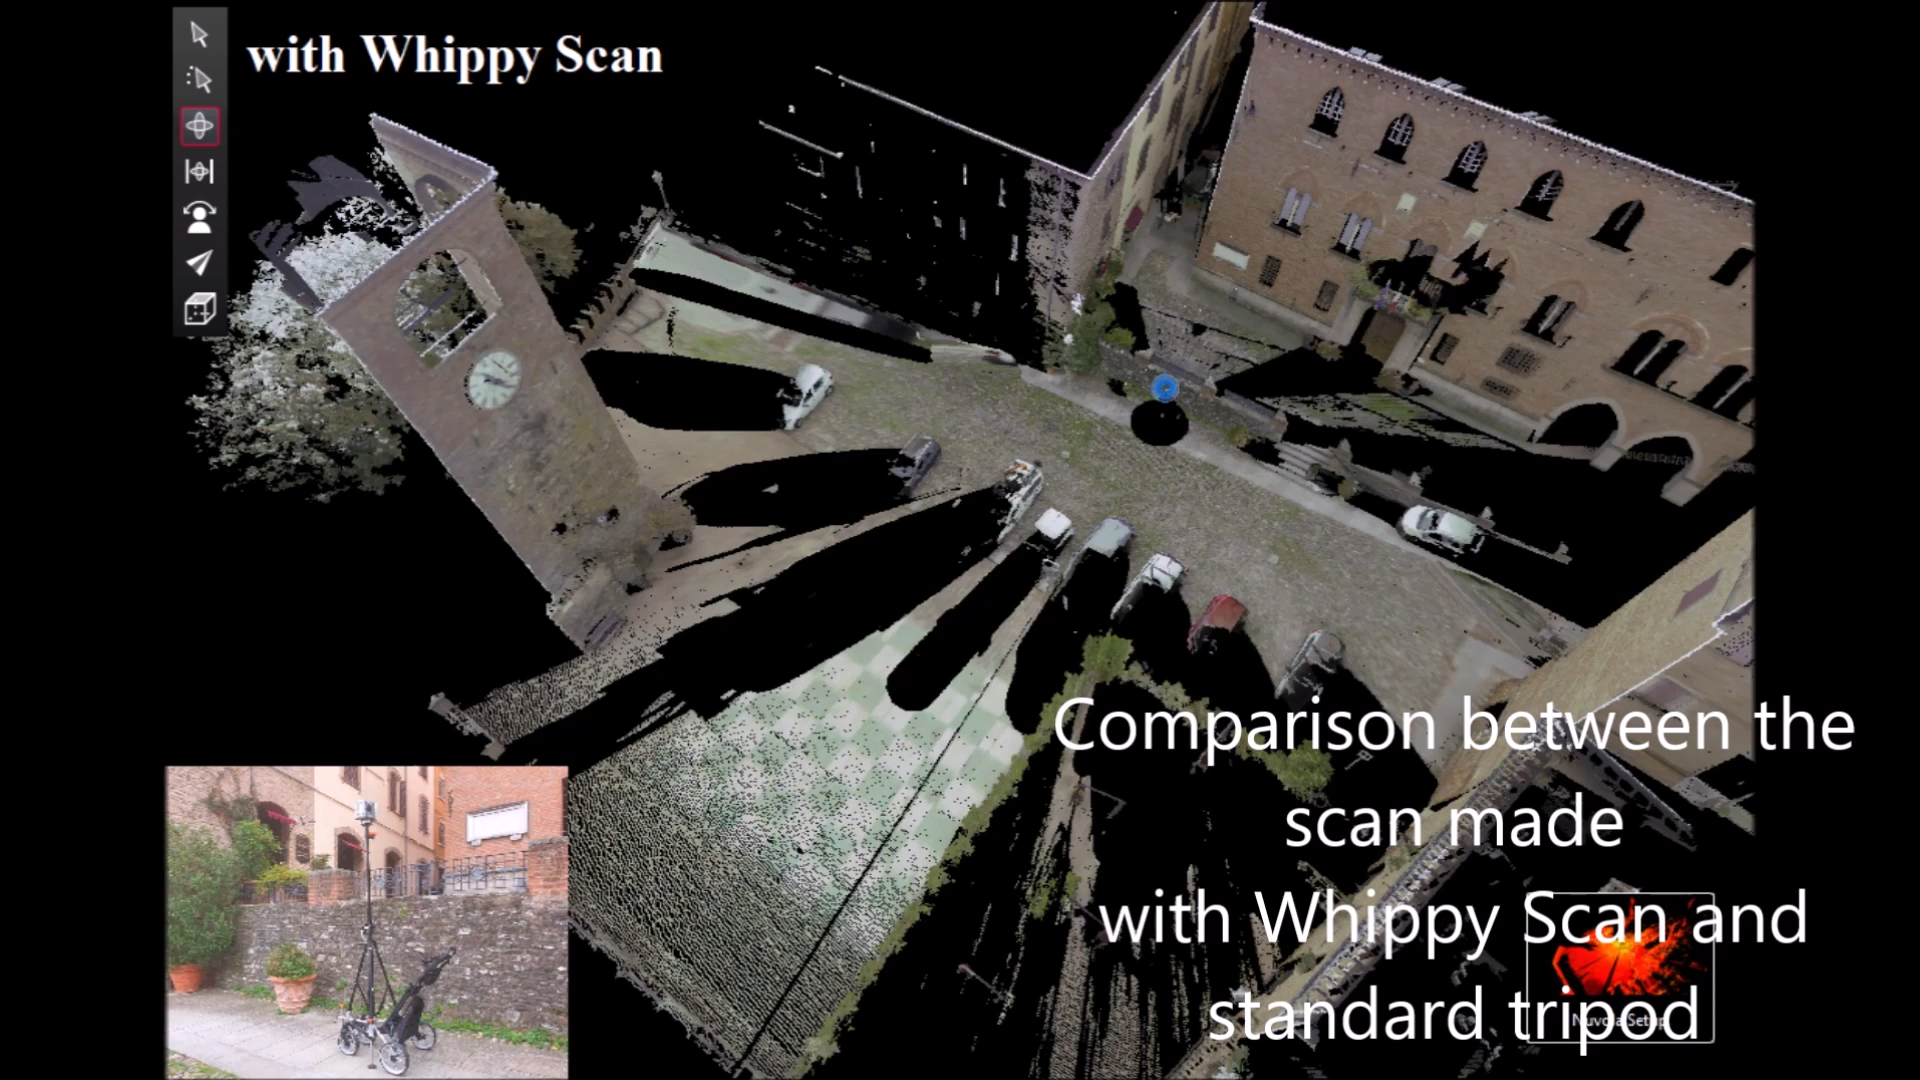 with Whippy Scan
Comparison between the
scan made
with Whippy Scan and
standard tripod